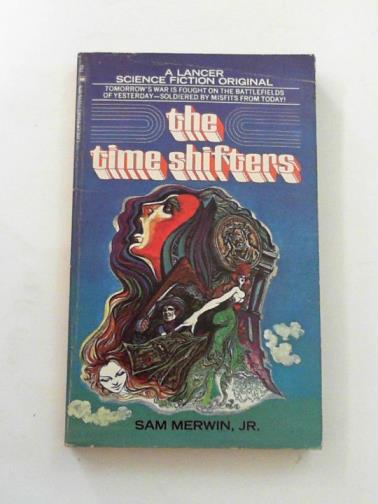 A LANCER
SCIENCE FICTION ORIGINAL
TOMORROW'S WAR IS FOUGHT ON THE BATTLEFIELDS
OF YESTERDAY—SOLDIERED BY MISFITS FROM TODAY!
the
time shifters
SAM MERWIN, JR.